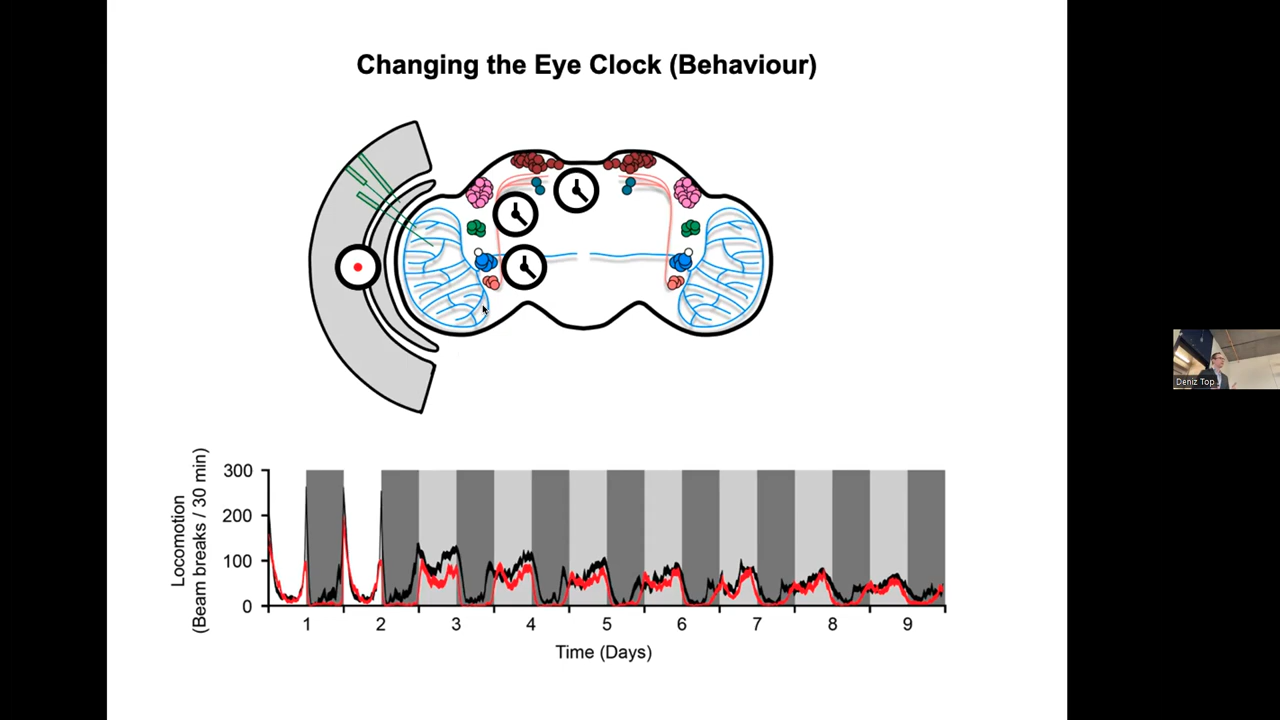 Changing the Eye Clock (Behaviour)
Deniz Top
Locomotion
(Beam breaks / 30 min)
300
200
100
0
1 2 3 4 5 6 7 8 9
Time (Days)